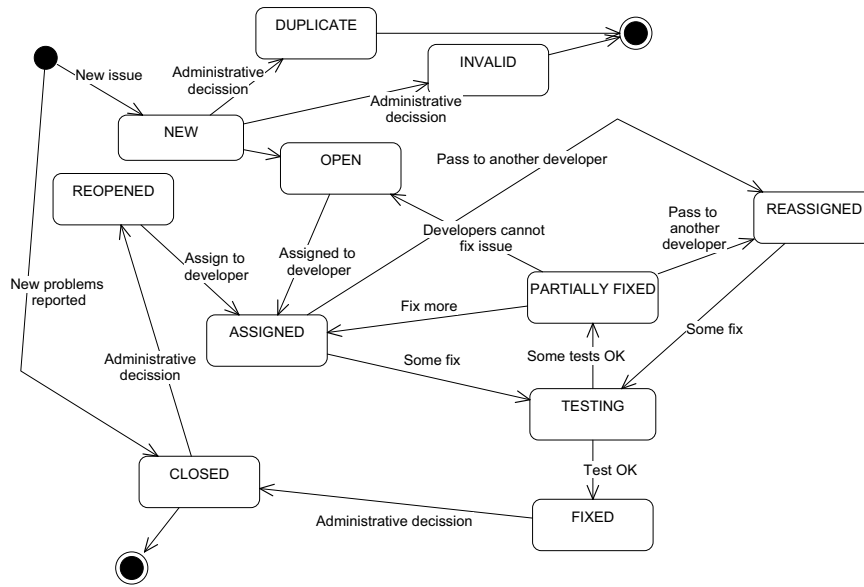 DUPLICATE
INVALID
New issue
Administrative
decission
Administrative
decission
NEW
OPEN
Pass to another developer
REOPENED
REASSIGNED
Pass to
another
developer
Developers cannot
fix issue
Assign to
developer
Assigned to
developer
New problems
reported
PARTIALLY FIXED
Fix more
ASSIGNED
Some fix
Some fix
Some tests OK
Administrative
decission
TESTING
CLOSED
Test OK
Administrative decission
FIXED